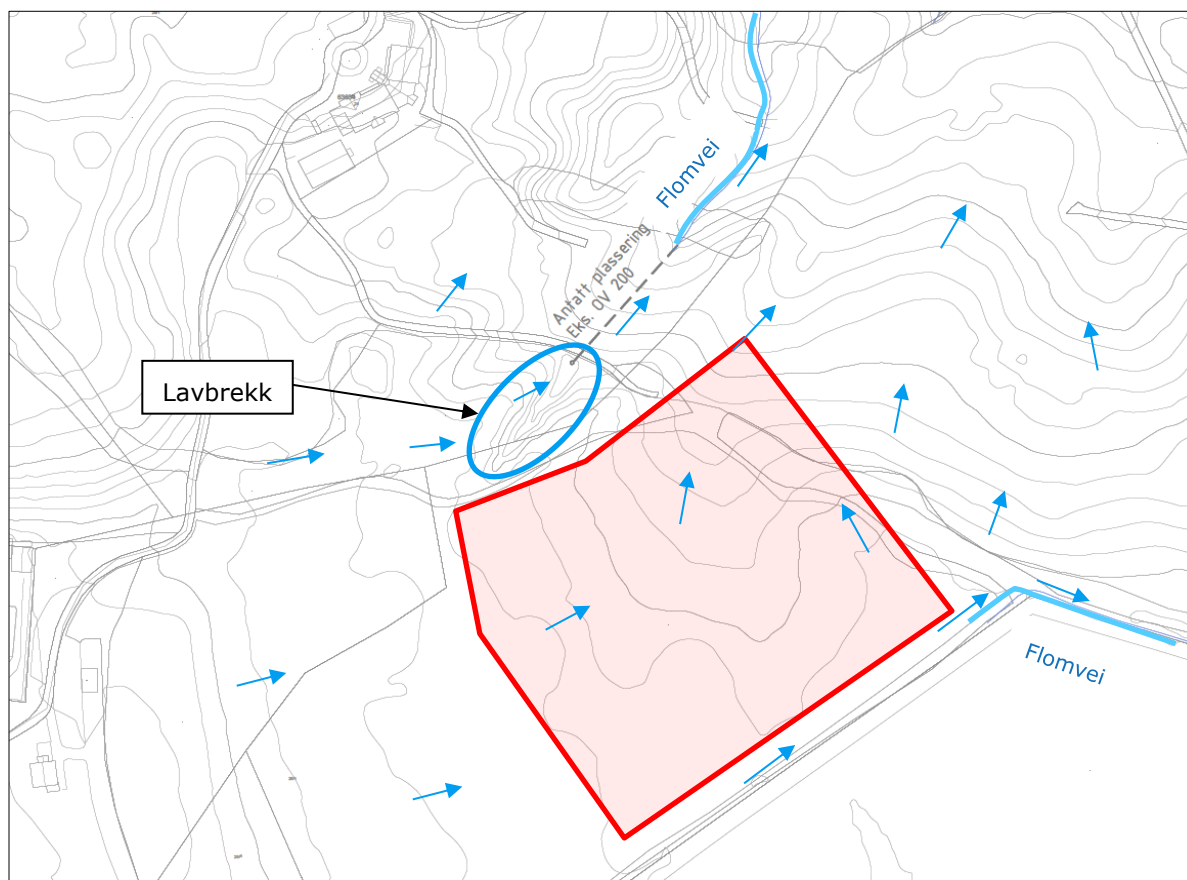 Flomvei
Antatt plassering
Eks. OV 200
Lavbrekk
Flomvei